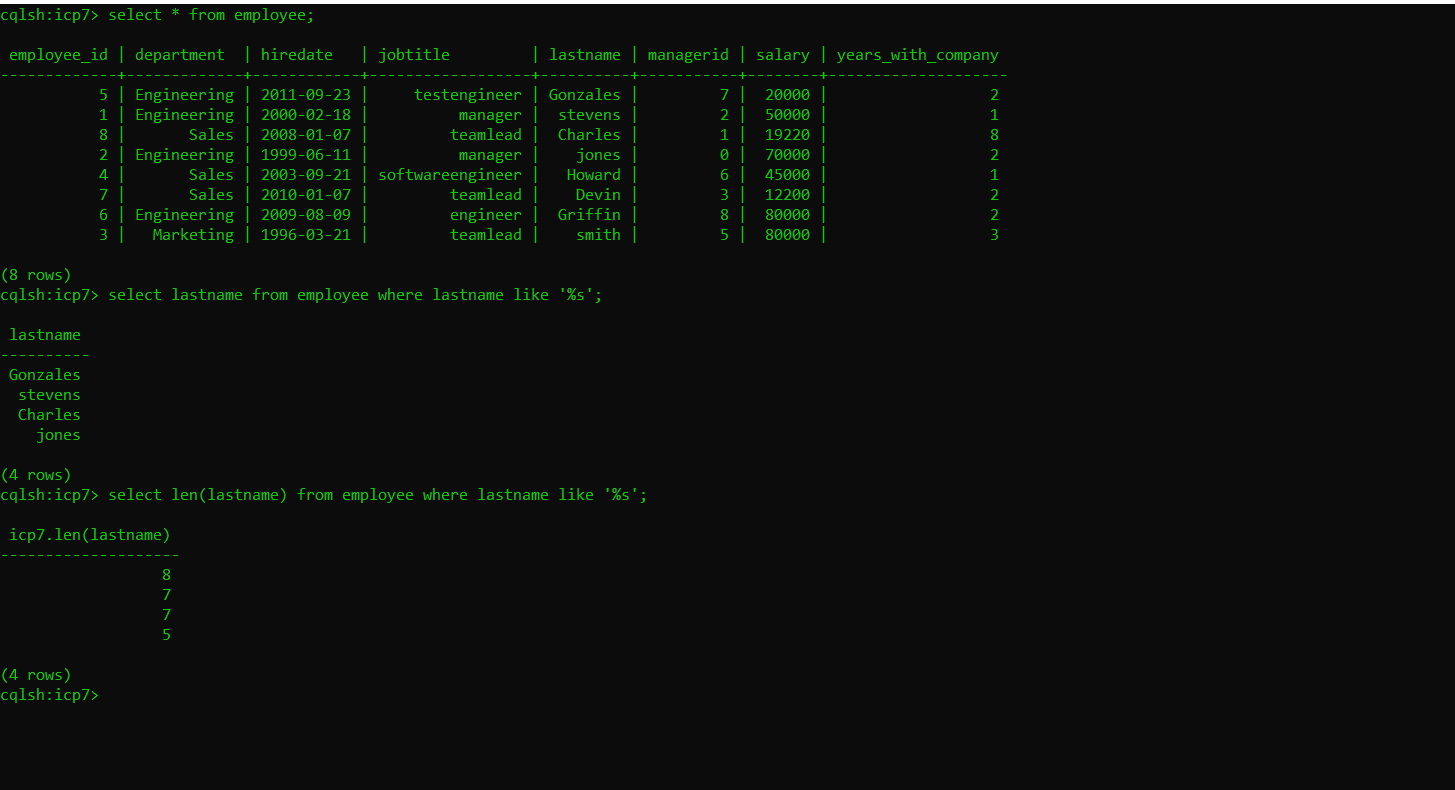 cqlsh:icp7> select * from employee;
 employee_id | department  | hiredate   | jobtitle         | lastname | managerid | salary | years_with_company
-------------+-------------+------------+------------------+----------+-----------+--------+--------------------
           5 | Engineering | 2011-09-23 |     testengineer | Gonzales |         7 |  20000 |                  2
           1 | Engineering | 2000-02-18 |          manager |  stevens |         2 |  50000 |                  1
           8 |       Sales | 2008-01-07 |         teamlead |  Charles |         1 |  19220 |                  8
           2 | Engineering | 1999-06-11 |          manager |    jones |         0 |  70000 |                  2
           4 |       Sales | 2003-09-21 | softwareengineer |   Howard |         6 |  45000 |                  1
           7 |       Sales | 2010-01-07 |         teamlead |    Devin |         3 |  12200 |                  2
           6 | Engineering | 2009-08-09 |         engineer |  Griffin |         8 |  80000 |                  2
           3 |   Marketing | 1996-03-21 |         teamlead |    smith |         5 |  80000 |                  3
(8 rows)
cqlsh:icp7> select lastname from employee where lastname like '%s';
 lastname
----------
 Gonzales
  stevens
  Charles
    jones
(4 rows)
cqlsh:icp7> select len(lastname) from employee where lastname like '%s';
 icp7.len(lastname)
--------------------
                  8
                  7
                  7
                  5
(4 rows)
cqlsh:icp7>